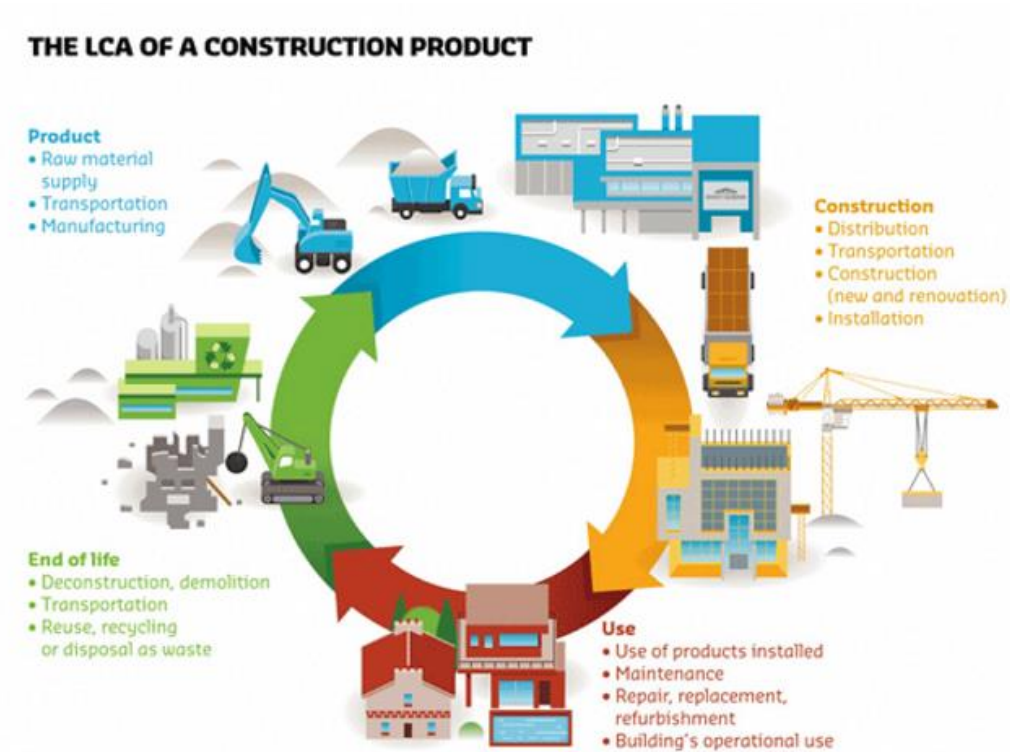 THE LCA OF A CONSTRUCTION PRODUCT
Product
• Raw material
supply
• Transportation
• Manufacturing
Construction
• Distribution
• Transportation
• Construction
(new and renovation)
• Installation
End of life
• Deconstruction, demolition
• Transportation
• Reuse, recycling
or disposal as waste
Use
• Use of products installed
• Maintenance
• Repair, replacement,
refurbishment
• Building's operational use